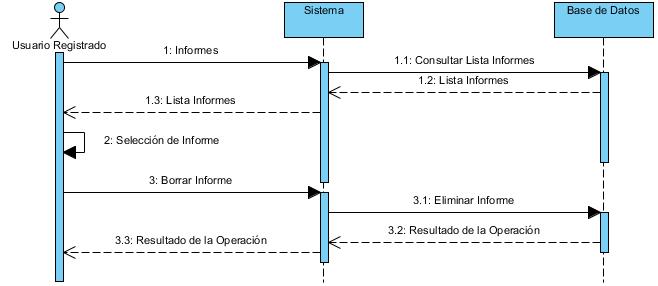 Sistema
Base de Datos
Usuario Registrado
1: Informes
1.1: Consultar Lista Informes
1.2: Lista Informes
1.3: Lista Informes
2: Selección de Informe
3: Borrar Informe
3.1: Eliminar Informe
3.2: Resultado de la Operación
3.3: Resultado de la Operación